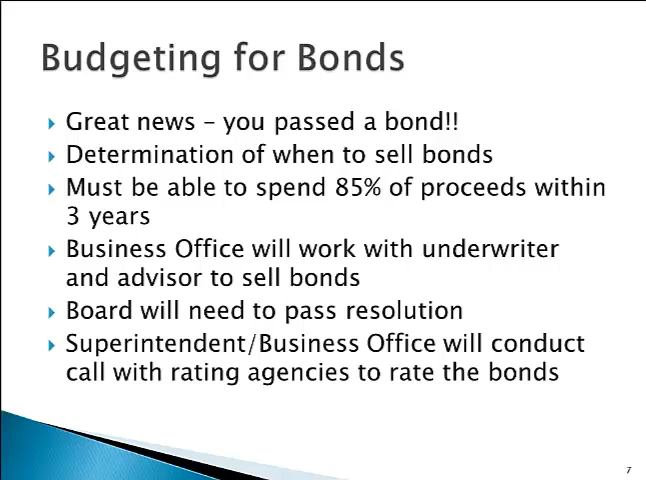 Budgeting for Bonds
Great news – you passed a bond!!
Determination of when to sell bonds
Must be able to spend 85% of proceeds within
3 years
Business Office will work with underwriter
and advisor to sell bonds
Board will need to pass resolution
Superintendent/Business Office will conduct
call with rating agencies to rate the bonds
7